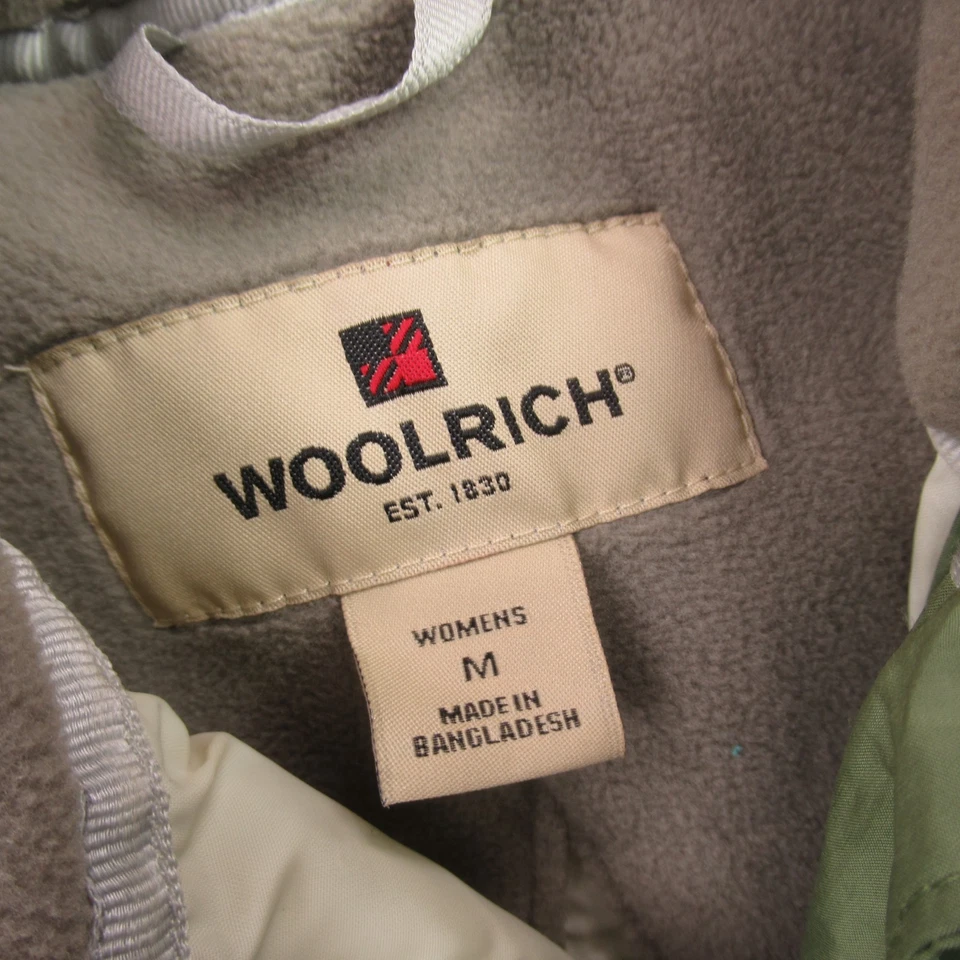 WOOLRICH®
EST. 1830
WOMENS
M
MADE IN
BANGLADESH